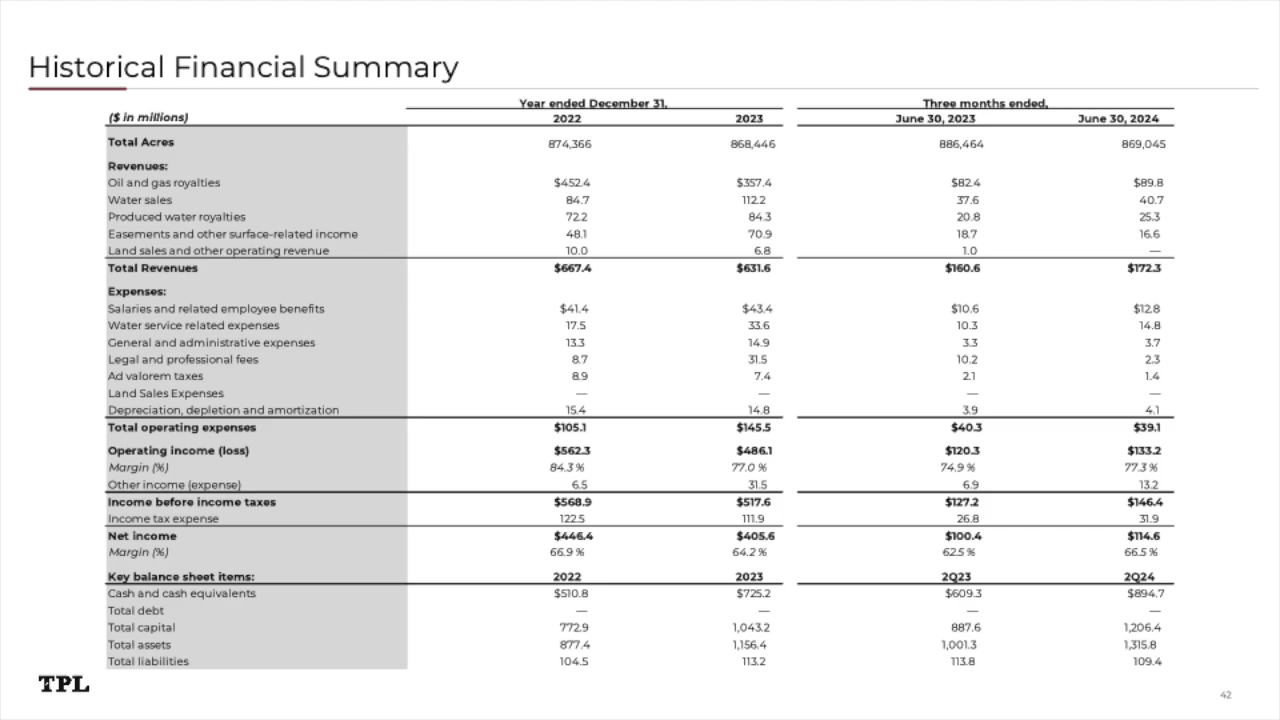 Historical Financial Summary
Year ended December 31, Three months ended,
($ in millions) 2022 2023 June 30, 2023 June 30, 2024
Total Acres 874,366 868,446 886,464 869,045
Revenues:
Oil and gas royalties $452.4 $357.4 $82.4 $89.8
Water sales 84.7 112.2 37.6 40.7
Produced water royalties 72.2 84.3 20.8 25.3
Easements and other surface-related income 48.1 70.9 18.7 16.6
Land sales and other operating revenue 10.0 6.8 1.0 —
Total Revenues $667.4 $631.6 $160.6 $172.3
Expenses:
Salaries and related employee benefits $41.4 $43.4 $10.6 $12.8
Water service related expenses 17.5 33.6 10.3 14.8
General and administrative expenses 13.3 14.9 3.3 3.7
Legal and professional fees 8.7 31.5 10.2 2.3
Ad valorem taxes 8.9 7.4 2.1 1.4
Land Sales Expenses — — — —
Depreciation, depletion and amortization 15.4 14.8 3.9 4.1
Total operating expenses $105.1 $145.5 $40.3 $39.1
Operating income (loss) $562.3 $486.1 $120.3 $133.2
Margin (%) 84.3 % 77.0 % 74.9 % 77.3 %
Other income (expense) 6.5 31.5 6.9 13.2
Income before income taxes $568.9 $517.6 $127.2 $146.4
Income tax expense 122.5 111.9 26.8 31.9
Net income $446.4 $405.6 $100.4 $114.6
Margin (%) 66.9 % 64.2 % 62.5 % 66.5 %
Key balance sheet items: 2022 2023 2Q23 2Q24
Cash and cash equivalents $510.8 $725.2 $609.3 $894.7
Total debt — — — —
Total capital 772.9 1,043.2 887.6 1,206.4
Total assets 877.4 1,156.4 1,001.3 1,315.8
Total liabilities 104.5 113.2 113.8 109.4
TPL
42